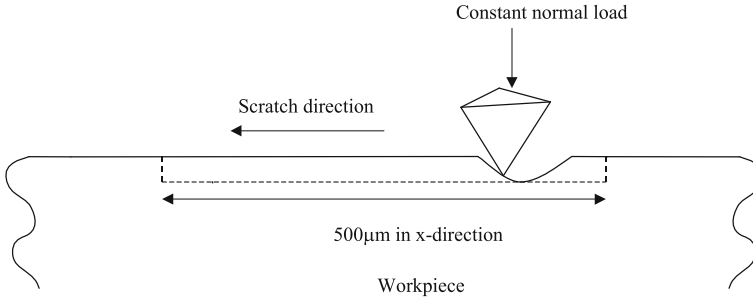 Constant normal load
Scratch direction
500μm in x-direction
Workpiece